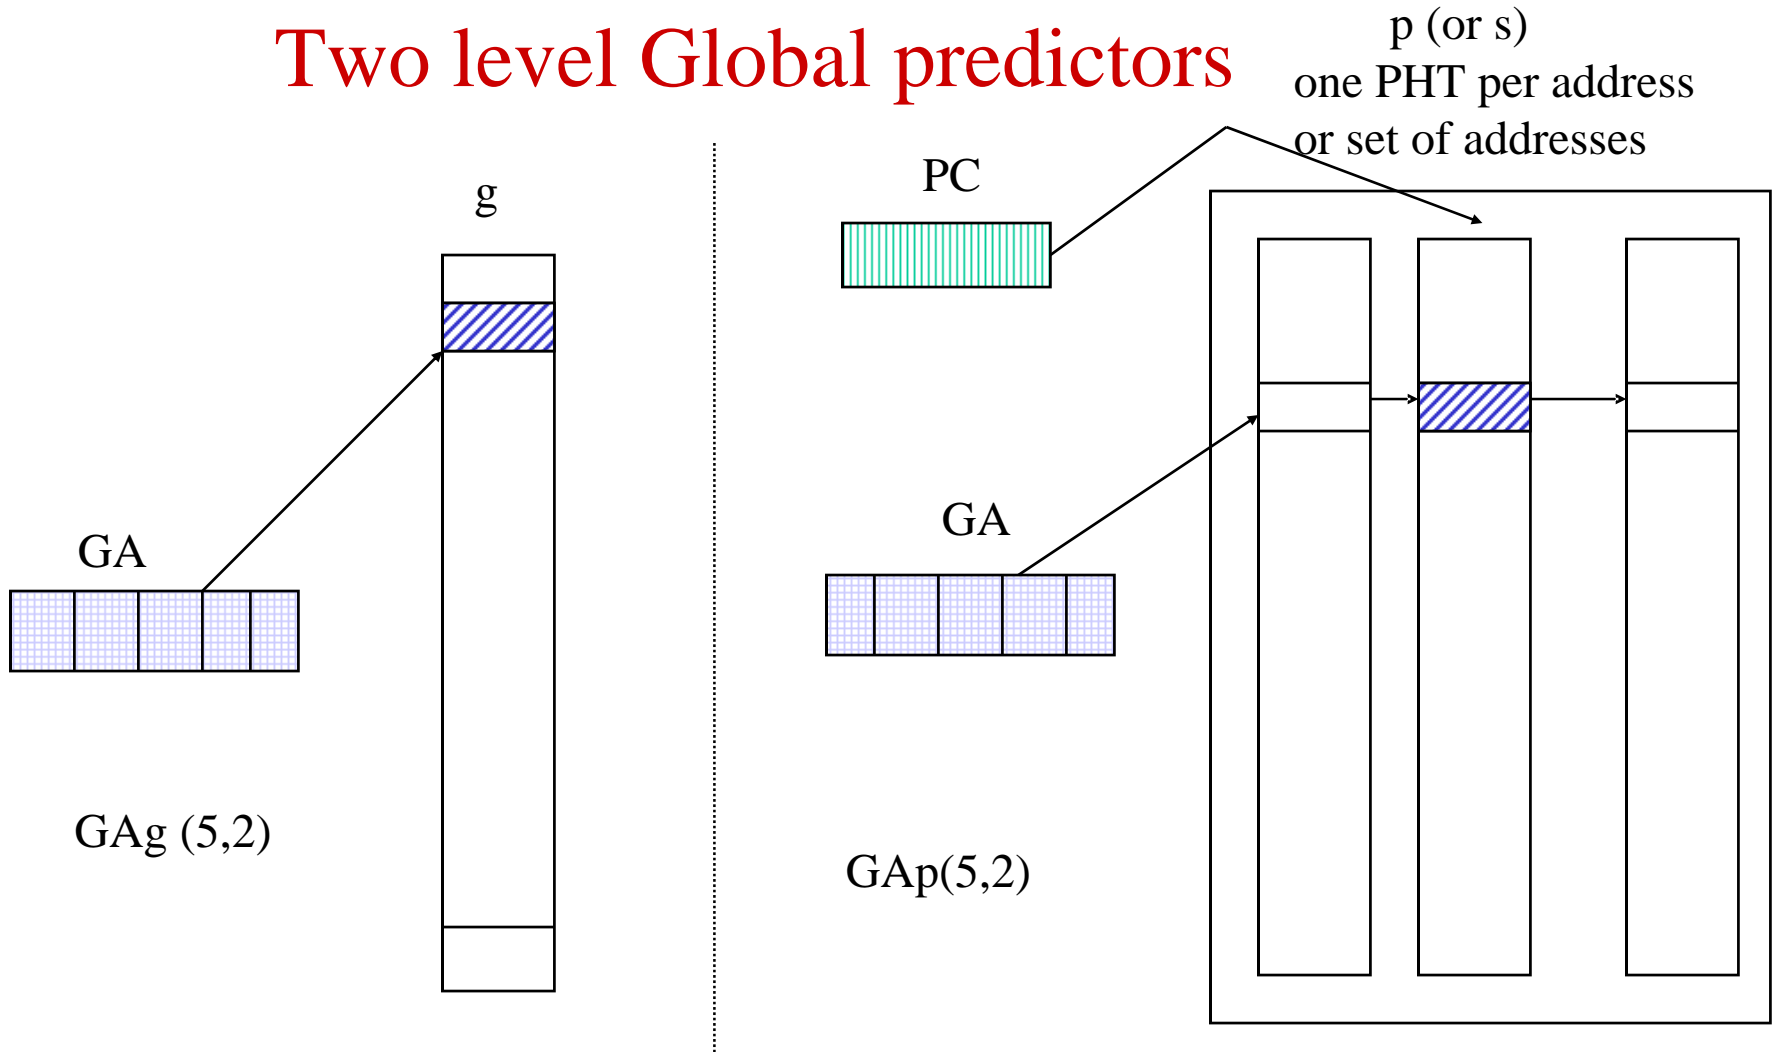 Two level Global predictors
p (or s)
one PHT per address
or set of addresses
g
PC
GA
GA
GAg (5,2)
GAp(5,2)